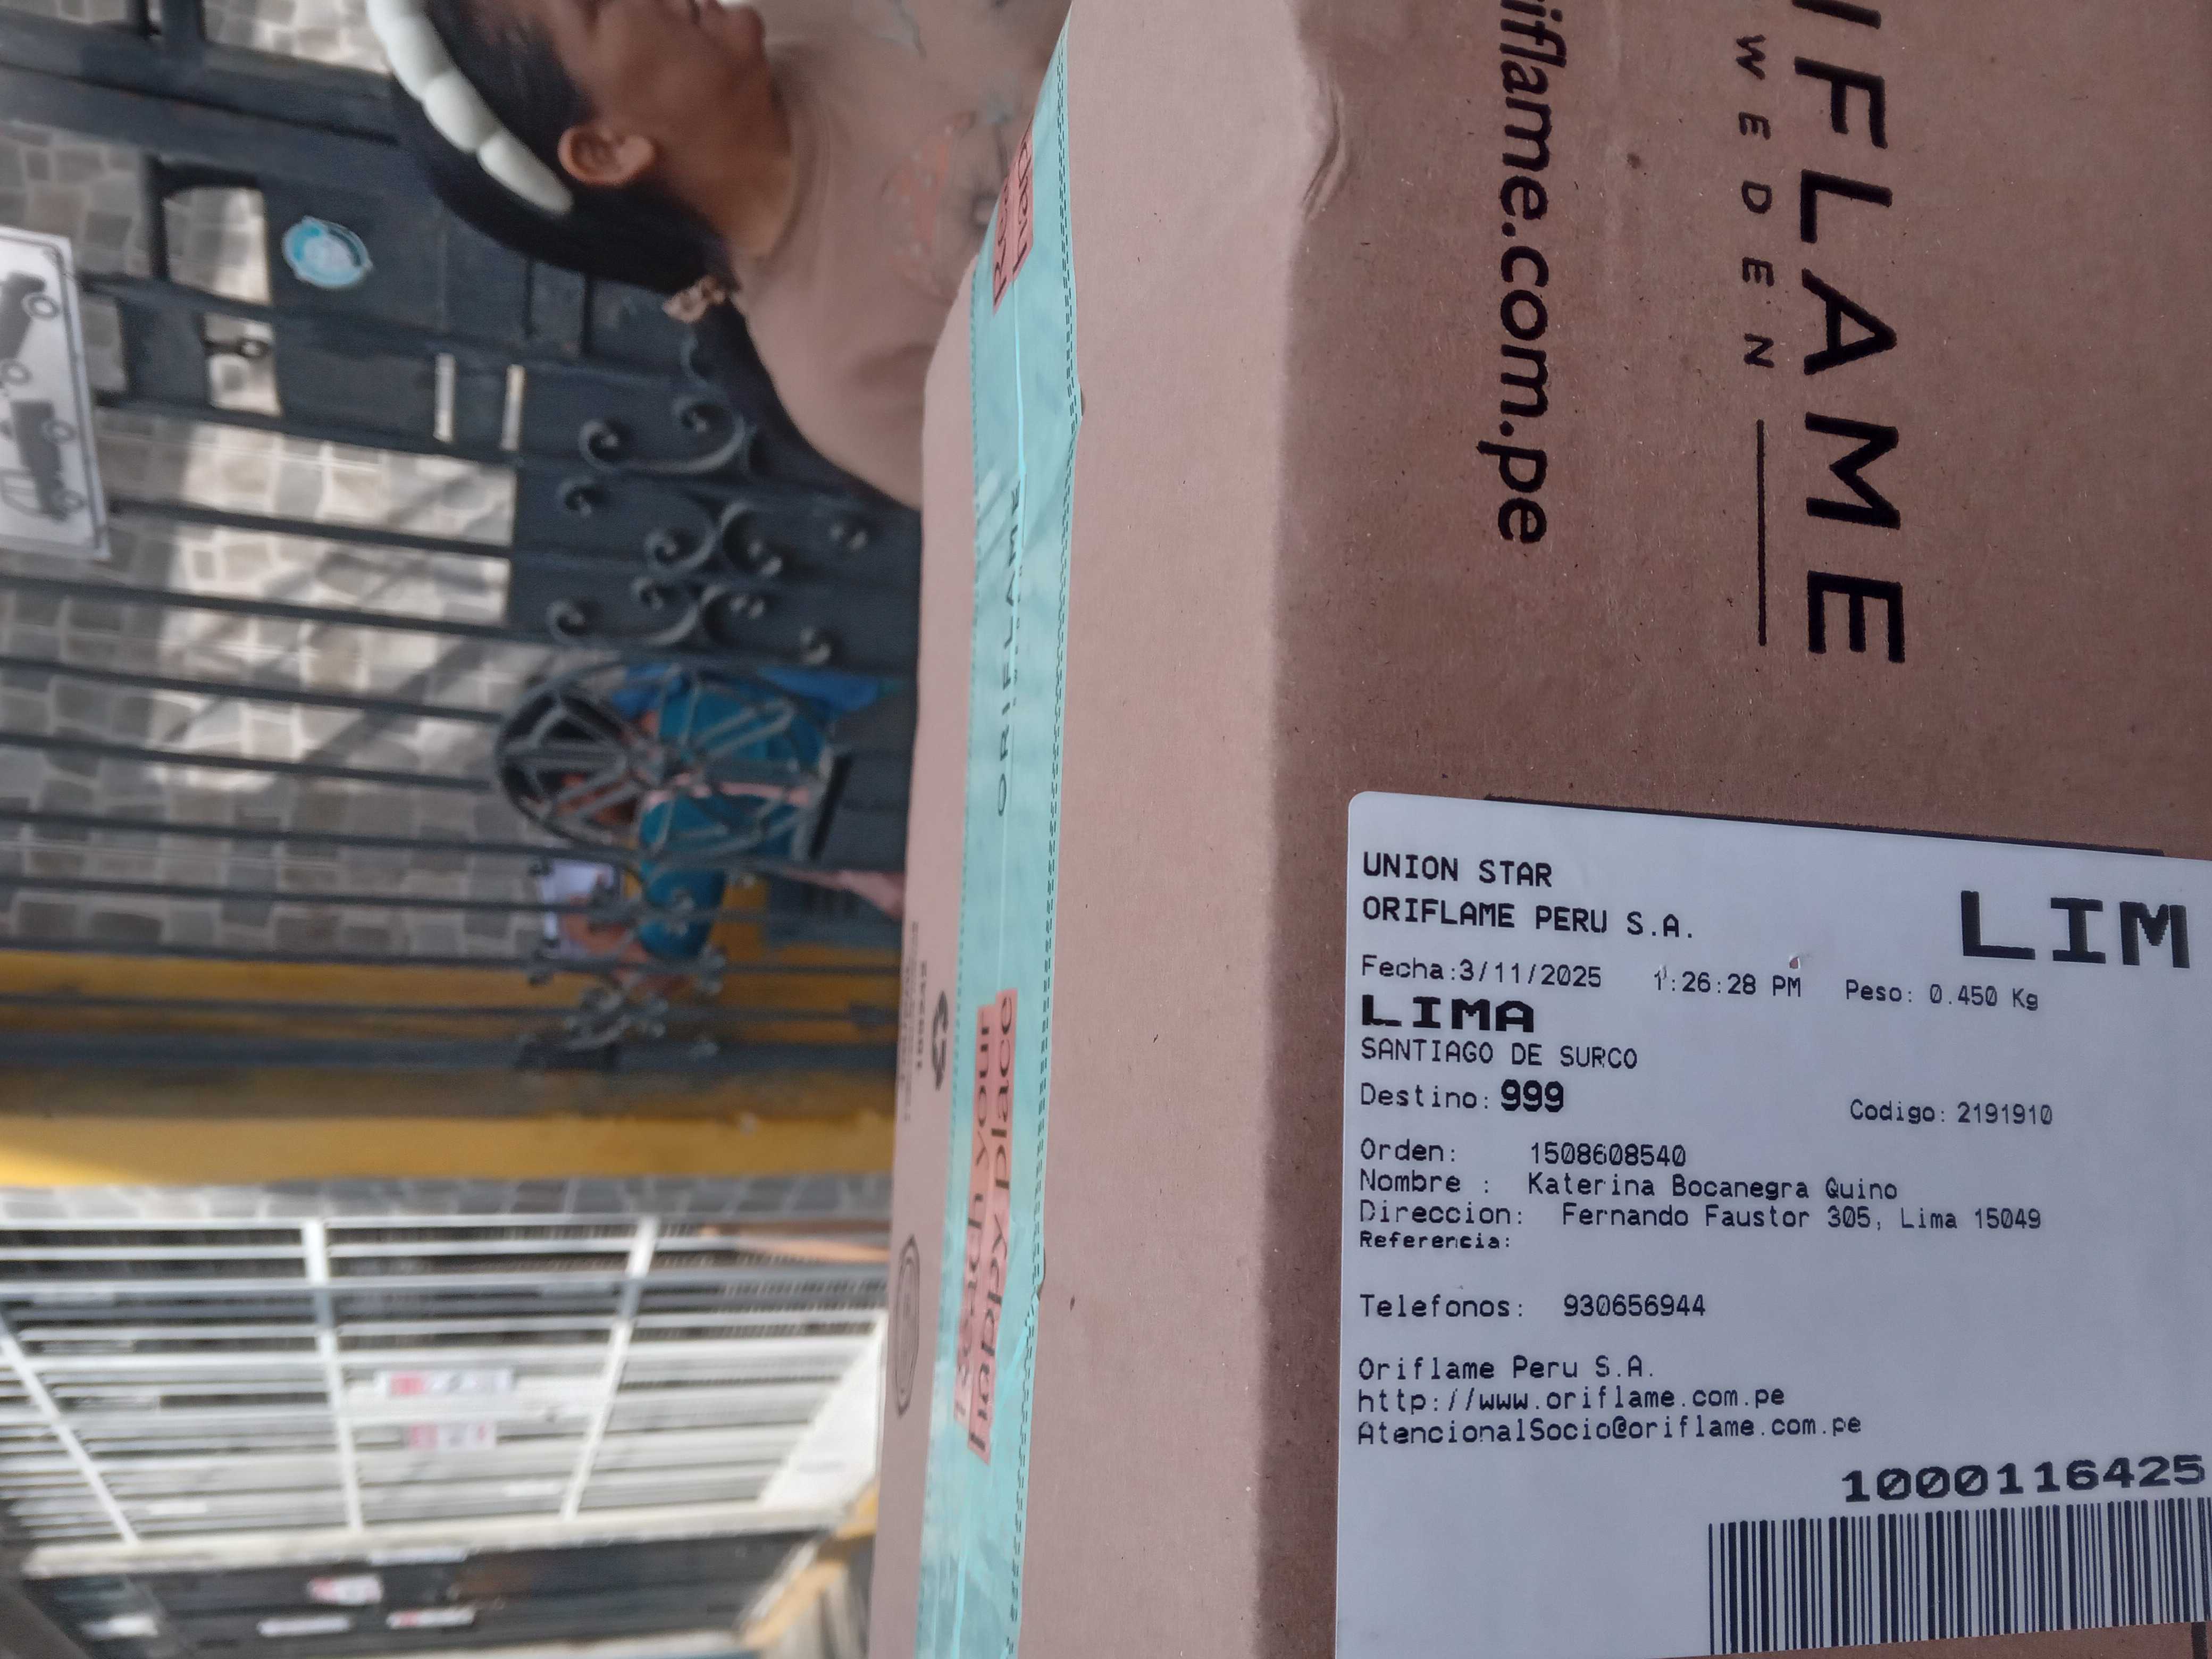 IFLAME
WEDEN
iflame.com.pe
ORIFLAME
Reach your
happy place
UNION STAR
LIM
ORIFLAME PERU S.A.
Fecha:3/11/2025 1:26:28 PM Peso: 0.450 Kg
LIMA
SANTIAGO DE SURCO
Destino: 999
Codigo: 2191910
Orden: 1508608540
Nombre : Katerina Bocanegra Quino
Direccion: Fernando Faustor 305, Lima 15049
Referencia:
Telefonos: 930656944
Oriflame Peru S.A.
http://www.oriflame.com.pe
AtencionalSocio@oriflame.com.pe
1000116425